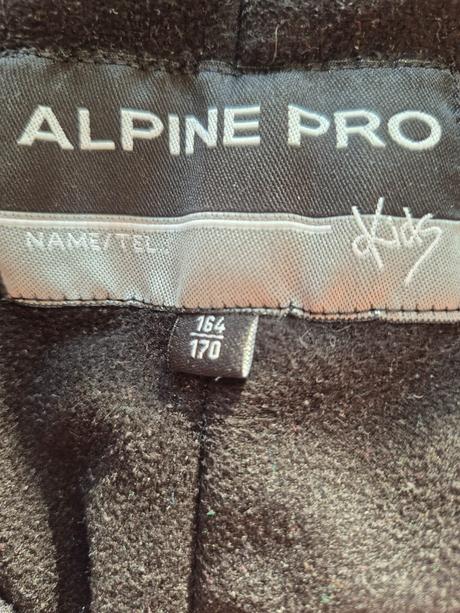 ALPINE PRO
NAME/TEL.
Kids
164
170